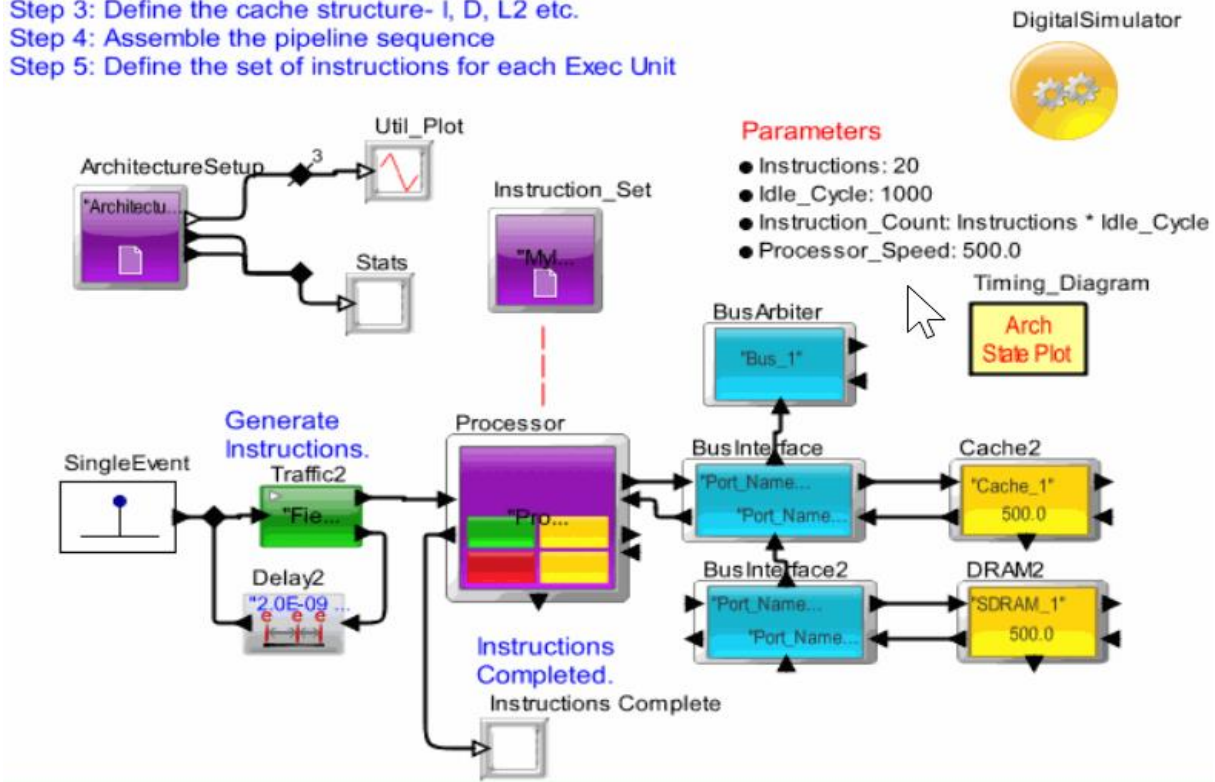 Step 3: Define the cache structure- I, D, L2 etc.
Step 4: Assemble the pipeline sequence
Step 5: Define the set of instructions for each Exec Unit
DigitalSimulator
Util_Plot
3
ArchitectureSetup
"Architectu...
Stats
Instruction_Set
"MyI...
Parameters
Instructions: 20
Idle_Cycle: 1000
Instruction_Count: Instructions * Idle_Cycle
Processor_Speed: 500.0
Timing_Diagram
Arch
State Plot
BusArbiter
"Bus_1"
Generate
Instructions.
SingleEvent
Traffic2
"Fie...
Delay2
"2.0E-09 ...
e e e
Processor
"Pro...
BusInterface
"Port_Name...
"Port_Name...
Cache2
"Cache_1"
500.0
BusInterface2
"Port_Name...
"Port_Name...
DRAM2
"SDRAM_1"
500.0
Instructions
Completed.
Instructions Complete